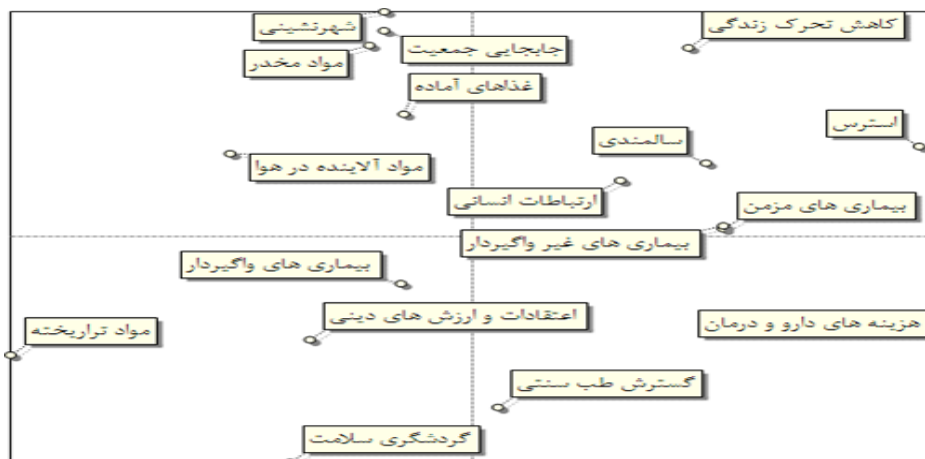 کاهش تحرک زندگی
شهرنشینی
جابجایی جمعیت
مواد مخدر
غذاهای آماده
استرس
سالمندی
مواد آلاینده در هوا
ارتباطات انسانی
بیماری های مزمن
بیماری های غیر واگیردار
بیماری های واگیردار
اعتقادات و ارزش های دینی
هزینه های دارو و درمان
مواد تراریخته
گسترش طب سنتی
گردشگری سلامت